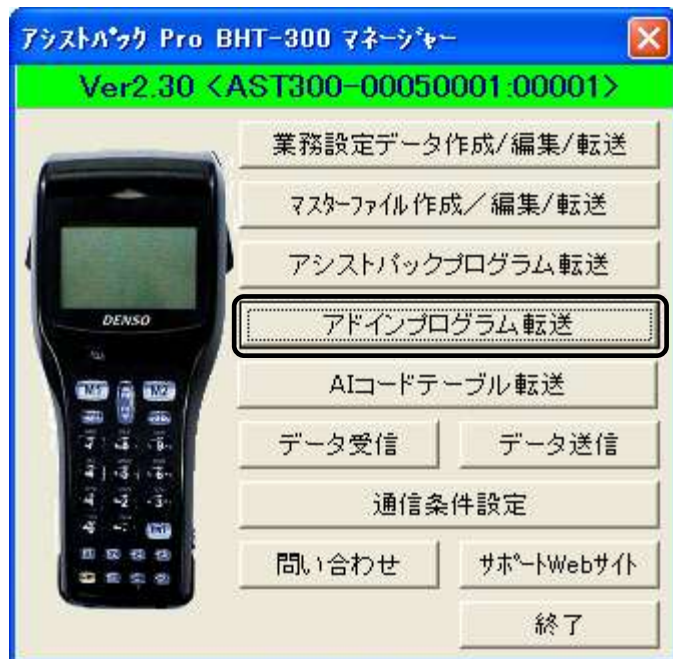 ｱｼｽﾄﾊﾟｯｸ Pro BHT-300 ﾏﾈｰｼﾞｬｰ
Ver2.30 <AST300-00050001:00001>
業務設定データ作成/編集/転送
ﾏｽﾀｰﾌｧｲﾙ作成／編集/転送
アシストパックプログラム転送
アドインプログラム転送
AIコードテーブル転送
データ受信
データ送信
通信条件設定
問い合わせ
ｻﾎﾟｰﾄWebｻｲﾄ
終了
DENSO
M1
M2